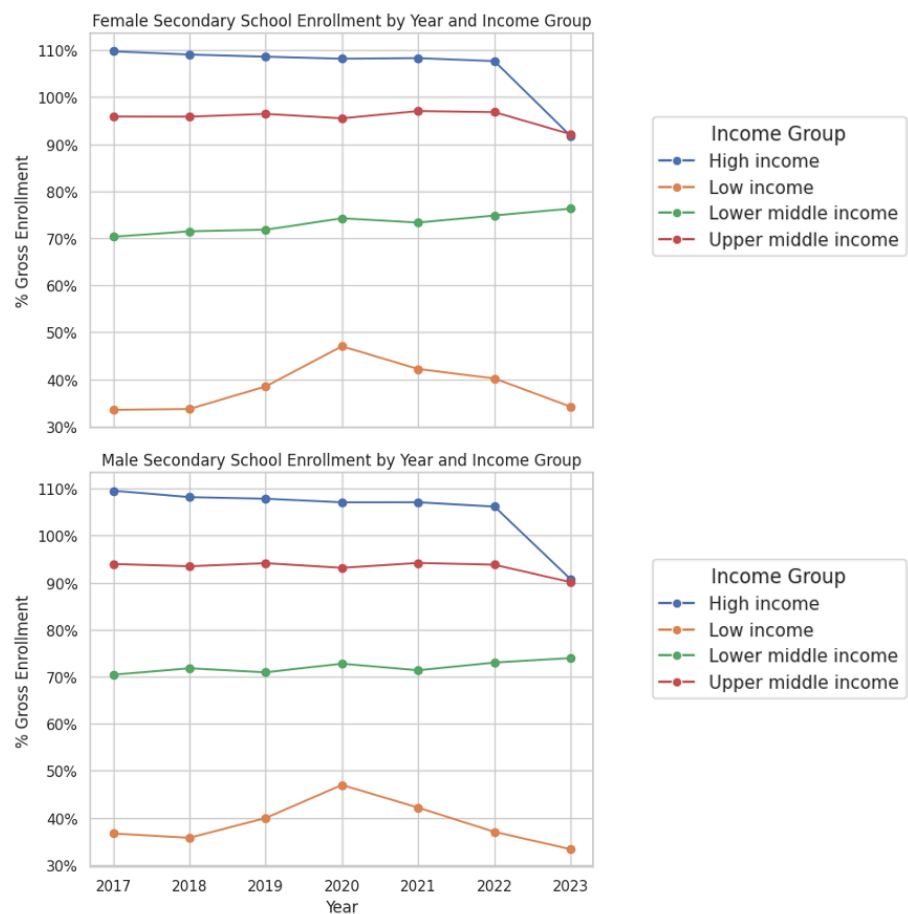 Female Secondary School Enrollment by Year and Income Group
110%
100%
90%
80%
70%
60%
50%
40%
30%
% Gross Enrollment
Income Group
High income
Low income
Lower middle income
Upper middle income
Male Secondary School Enrollment by Year and Income Group
110%
100%
90%
80%
70%
60%
50%
40%
30%
% Gross Enrollment
2017 2018 2019 2020 2021 2022 2023
Year
Income Group
High income
Low income
Lower middle income
Upper middle income